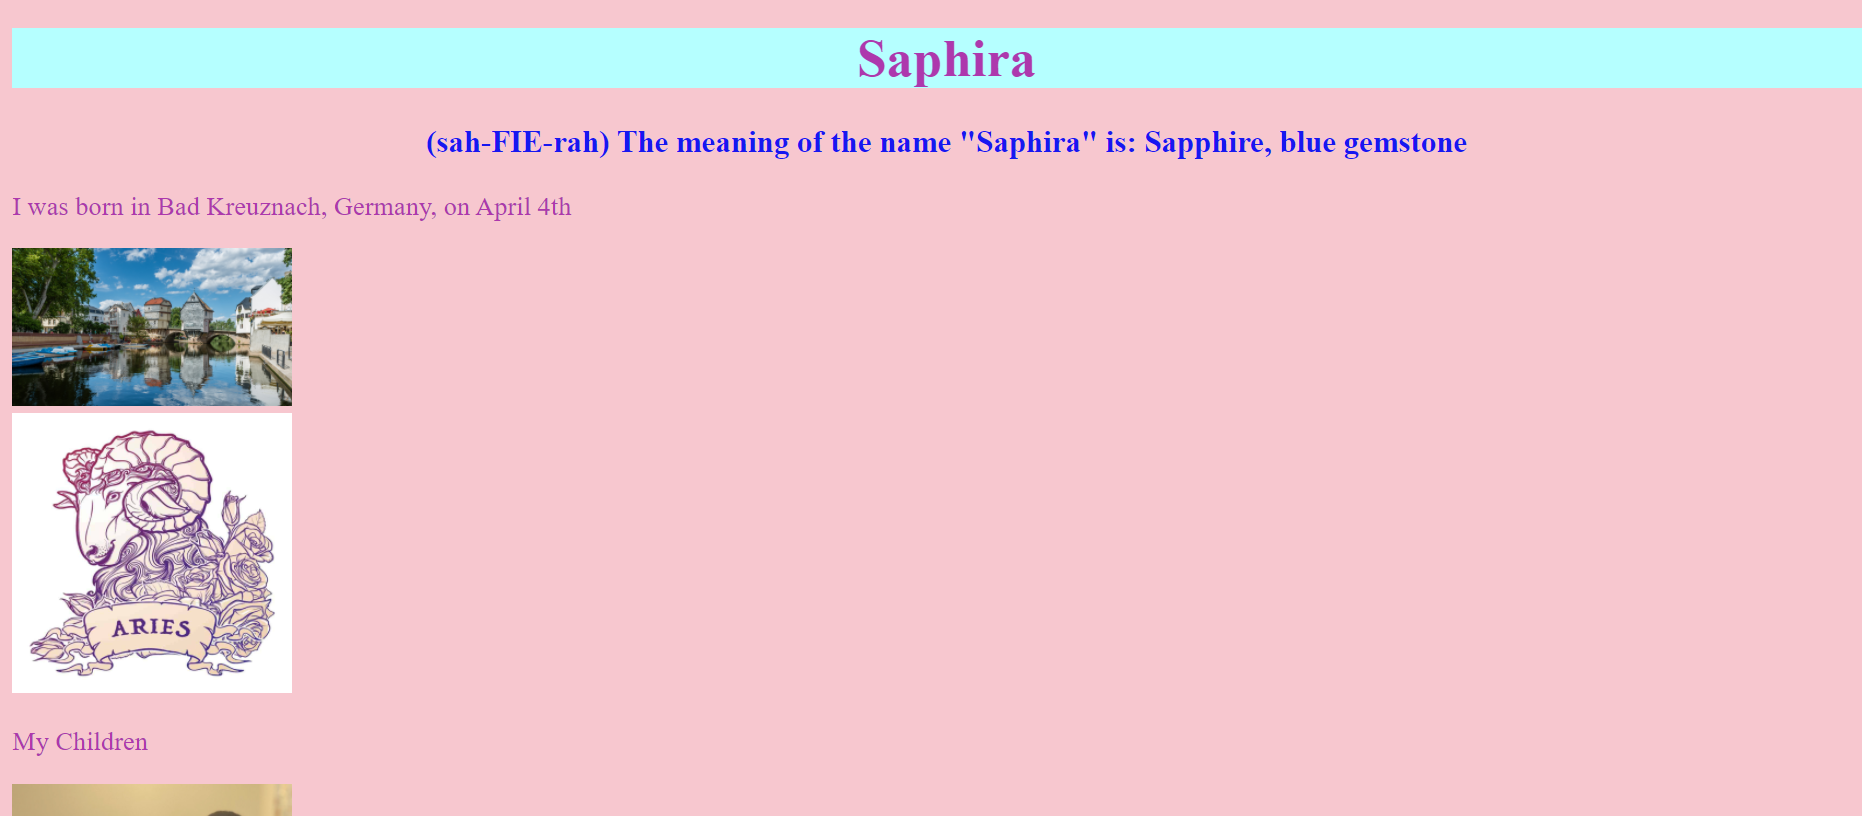 Saphira
(sah-FIE-rah) The meaning of the name "Saphira" is: Sapphire, blue gemstone
I was born in Bad Kreuznach, Germany, on April 4th
ARIES
My Children